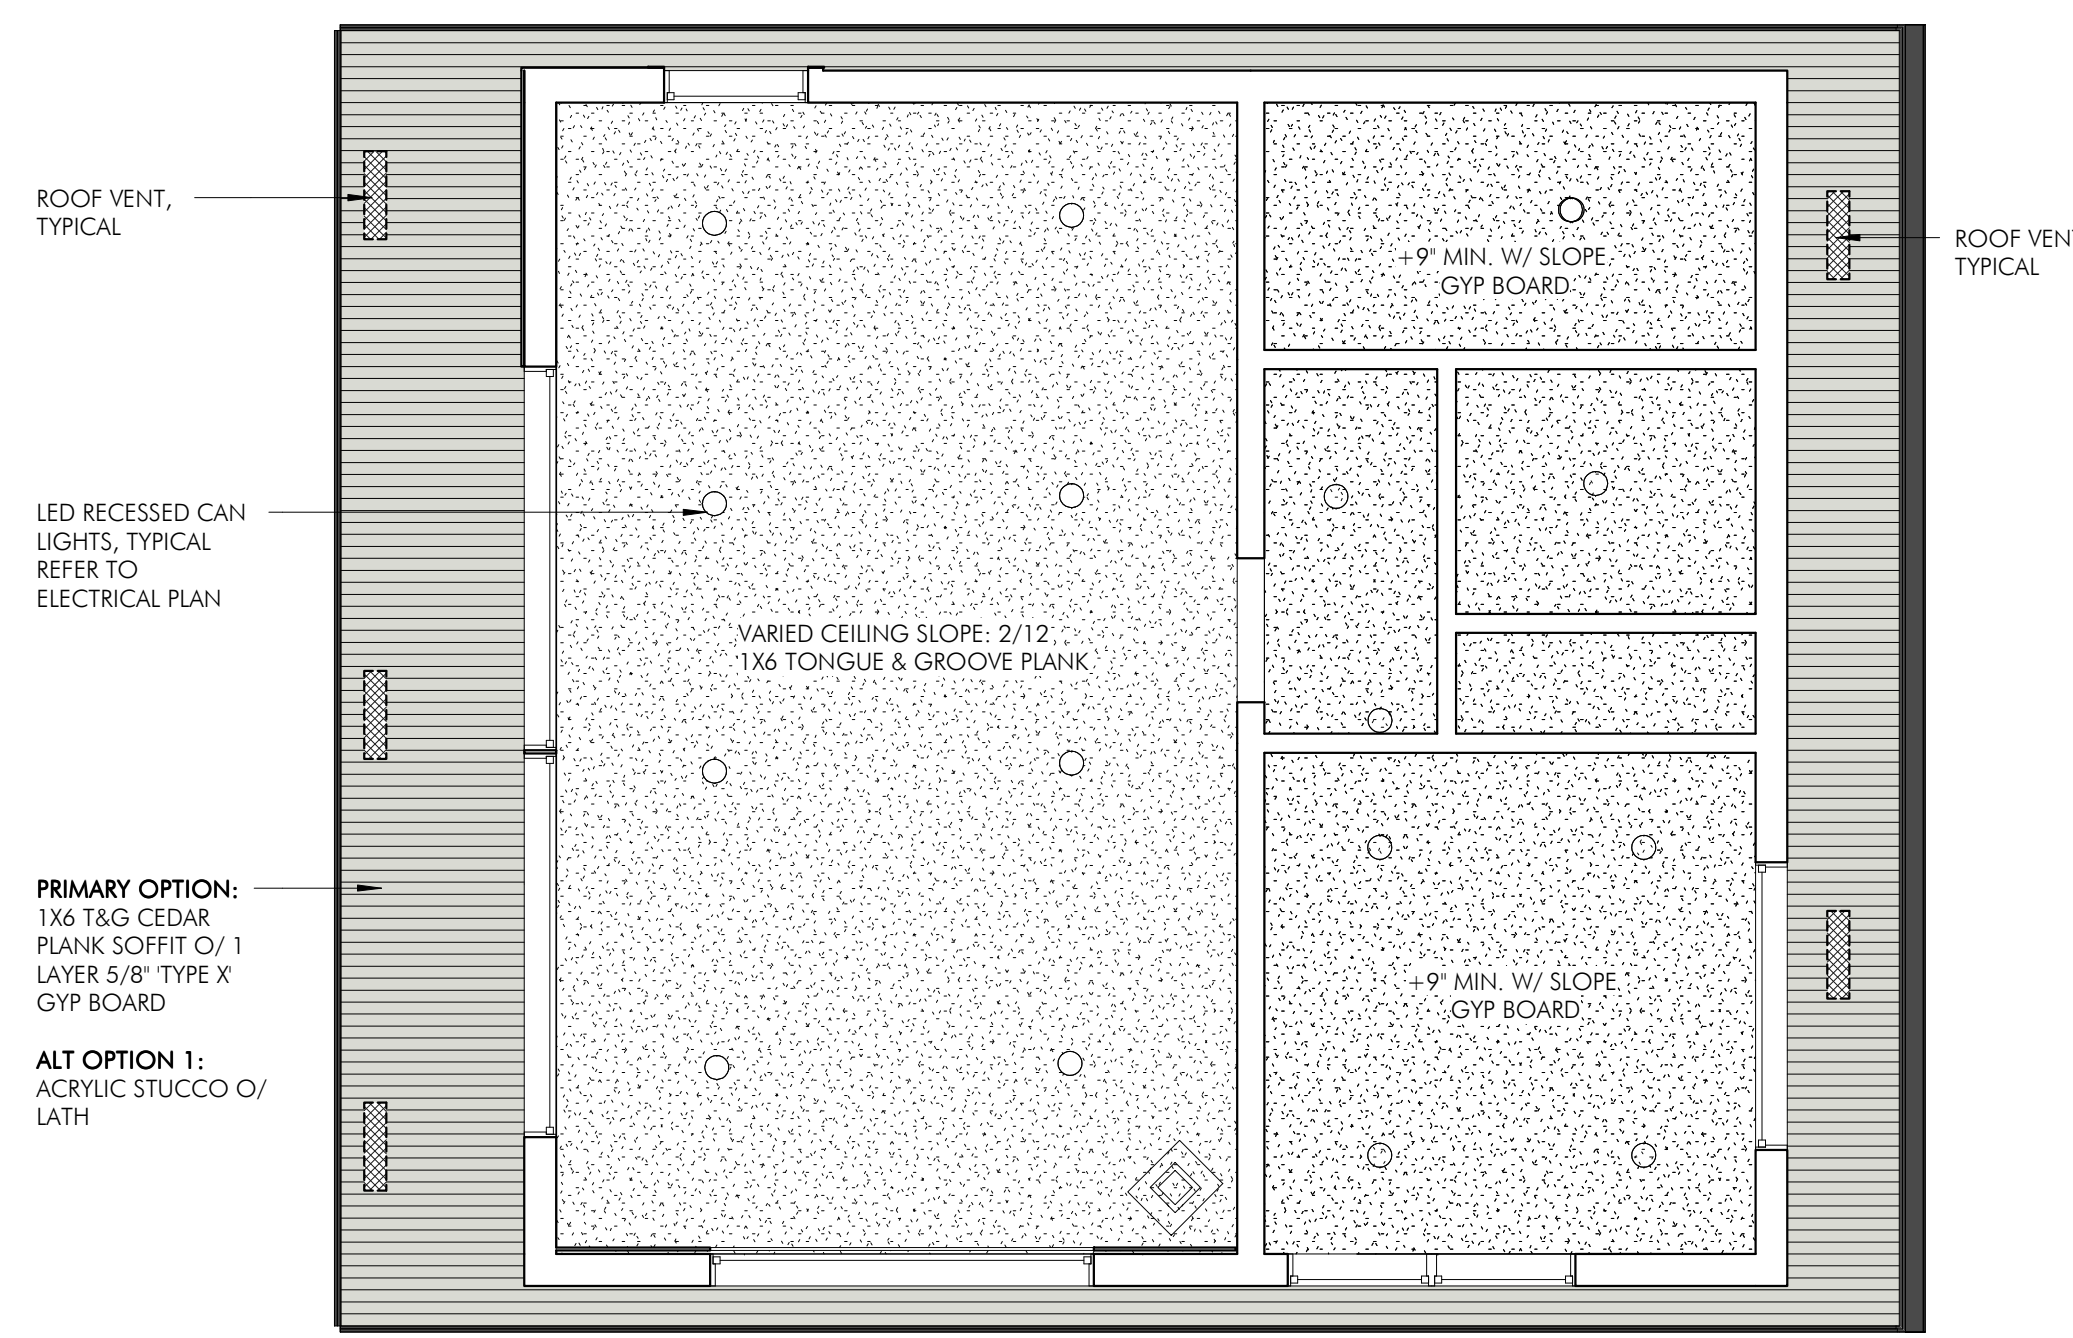 ROOF VENT,
TYPICAL
LED RECESSED CAN
LIGHTS, TYPICAL
REFER TO
ELECTRICAL PLAN
PRIMARY OPTION:
1X6 T&G CEDAR
PLANK SOFFIT O/ 1
LAYER 5/8" 'TYPE X'
GYP BOARD
ALT OPTION 1:
ACRYLIC STUCCO O/
LATH
VARIED CEILING SLOPE: 2/12
1X6 TONGUE & GROOVE PLANK
+9" MIN. W/ SLOPE
GYP BOARD
+9" MIN. W/ SLOPE
GYP BOARD
ROOF VEN
TYPICAL